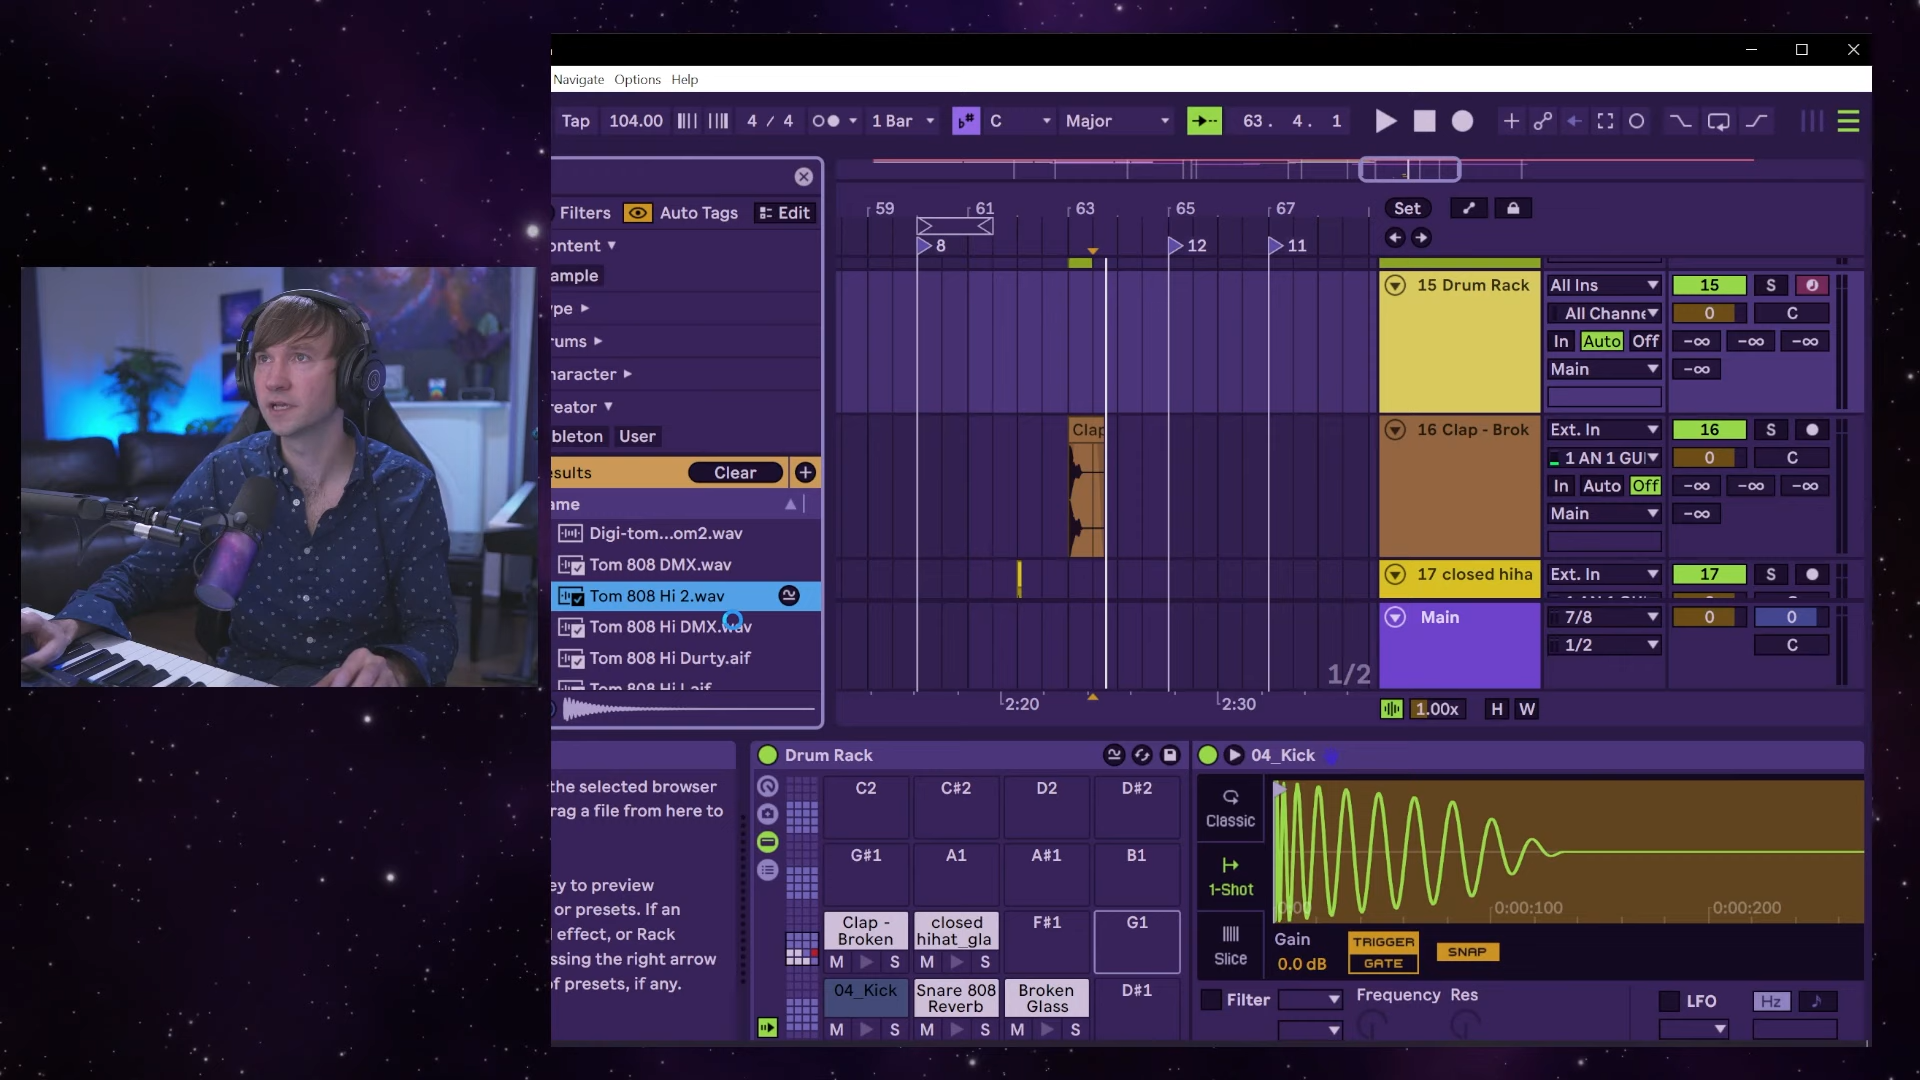 Navigate Options Help
Tap 104.00 4 / 4 1 Bar C Major 63. 4. 1
Filters Auto Tags Edit
ontent
ample
ype
rums
haracter
reator
bleton User
esults Clear
ame
Digi-tom...om2.wav
Tom 808 DMX.wav
Tom 808 Hi 2.wav
Tom 808 Hi DMX.wav
Tom 808 Hi Durty.aif
59 61 63 65 67
8 12 11
Set
Clap
1/2
2:20 2:30
15 Drum Rack All Ins 15 S
All Channe 0 C
In Auto Off -∞ -∞ -∞
Main -∞
16 Clap - Brok Ext. In 16 S
1 AN 1 GUI 0 C
In Auto Off -∞ -∞ -∞
Main -∞
17 closed hiha Ext. In 17 S
Main 7/8 0 0
1/2 C
1.00x H W
the selected browser
rag a file from here to
ey to preview
or presets. If an
effect, or Rack
ssing the right arrow
f presets, if any.
Drum Rack
C2 C#2 D2 D#2
G#1 A1 A#1 B1
Clap - Broken closed hihat_gla F#1 G1
M S M S
04_Kick Snare 808 Reverb Broken Glass D#1
M S M S M S
04_Kick
Classic
1-Shot
Slice
0:00 0:00:100 0:00:200
Gain
0.0 dB
TRIGGER
GATE
SNAP
Filter Frequency Res LFO Hz